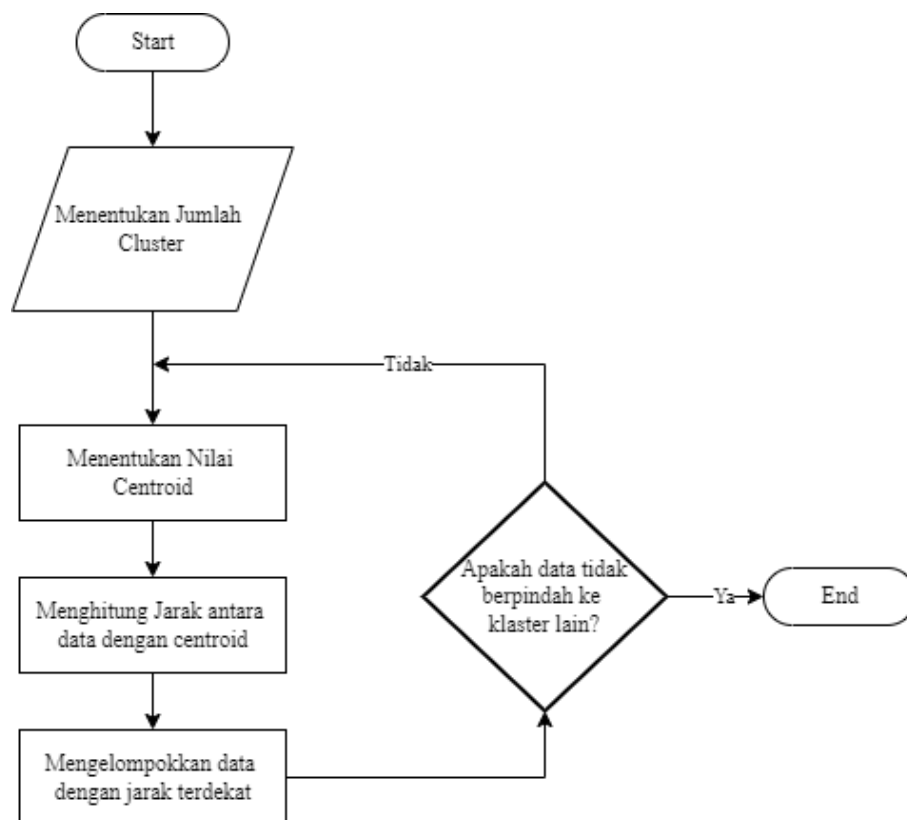 Start
Menentukan Jumlah
Cluster
Tidak
Menentukan Nilai
Centroid
Menghitung Jarak antara
data dengan centroid
Mengelompokkan data
dengan jarak terdekat
Apakah data tidak
berpindah ke
klaster lain?
Ya
End